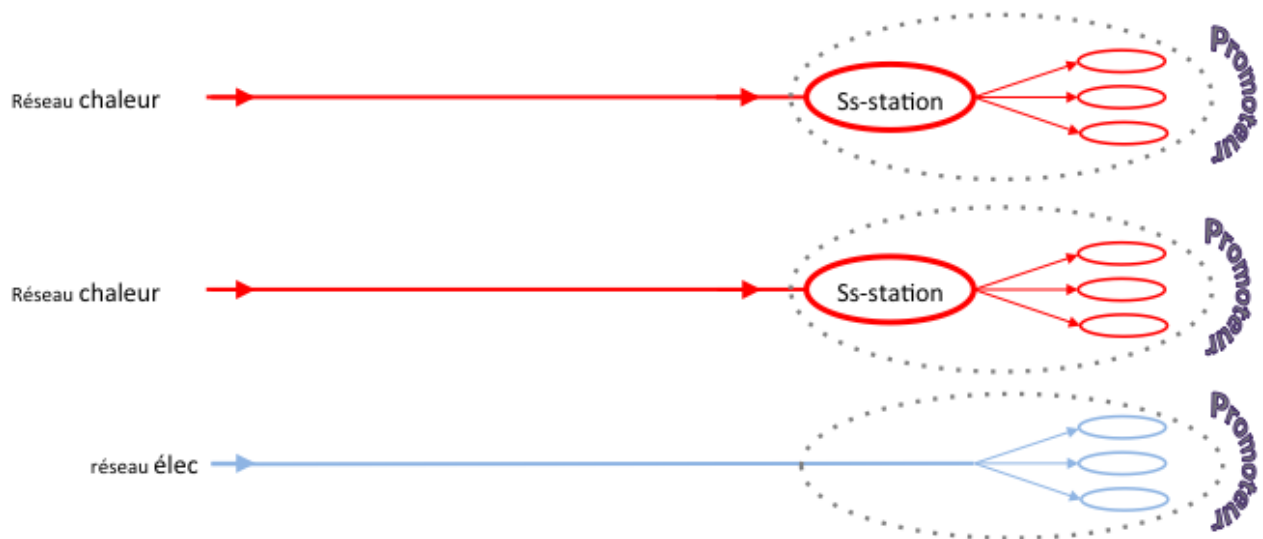 Réseau chaleur
Ss-station
Promoteur
Réseau chaleur
Ss-station
Promoteur
réseau élec
Promoteur